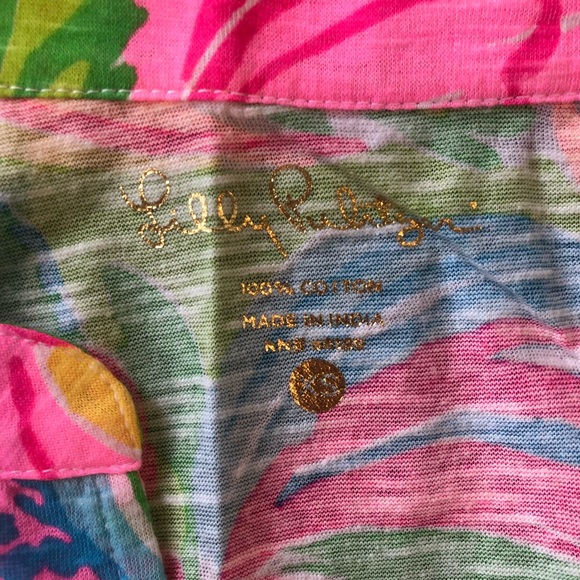 Lilly Pulitzer
100% COTTON
MADE IN INDIA
XS